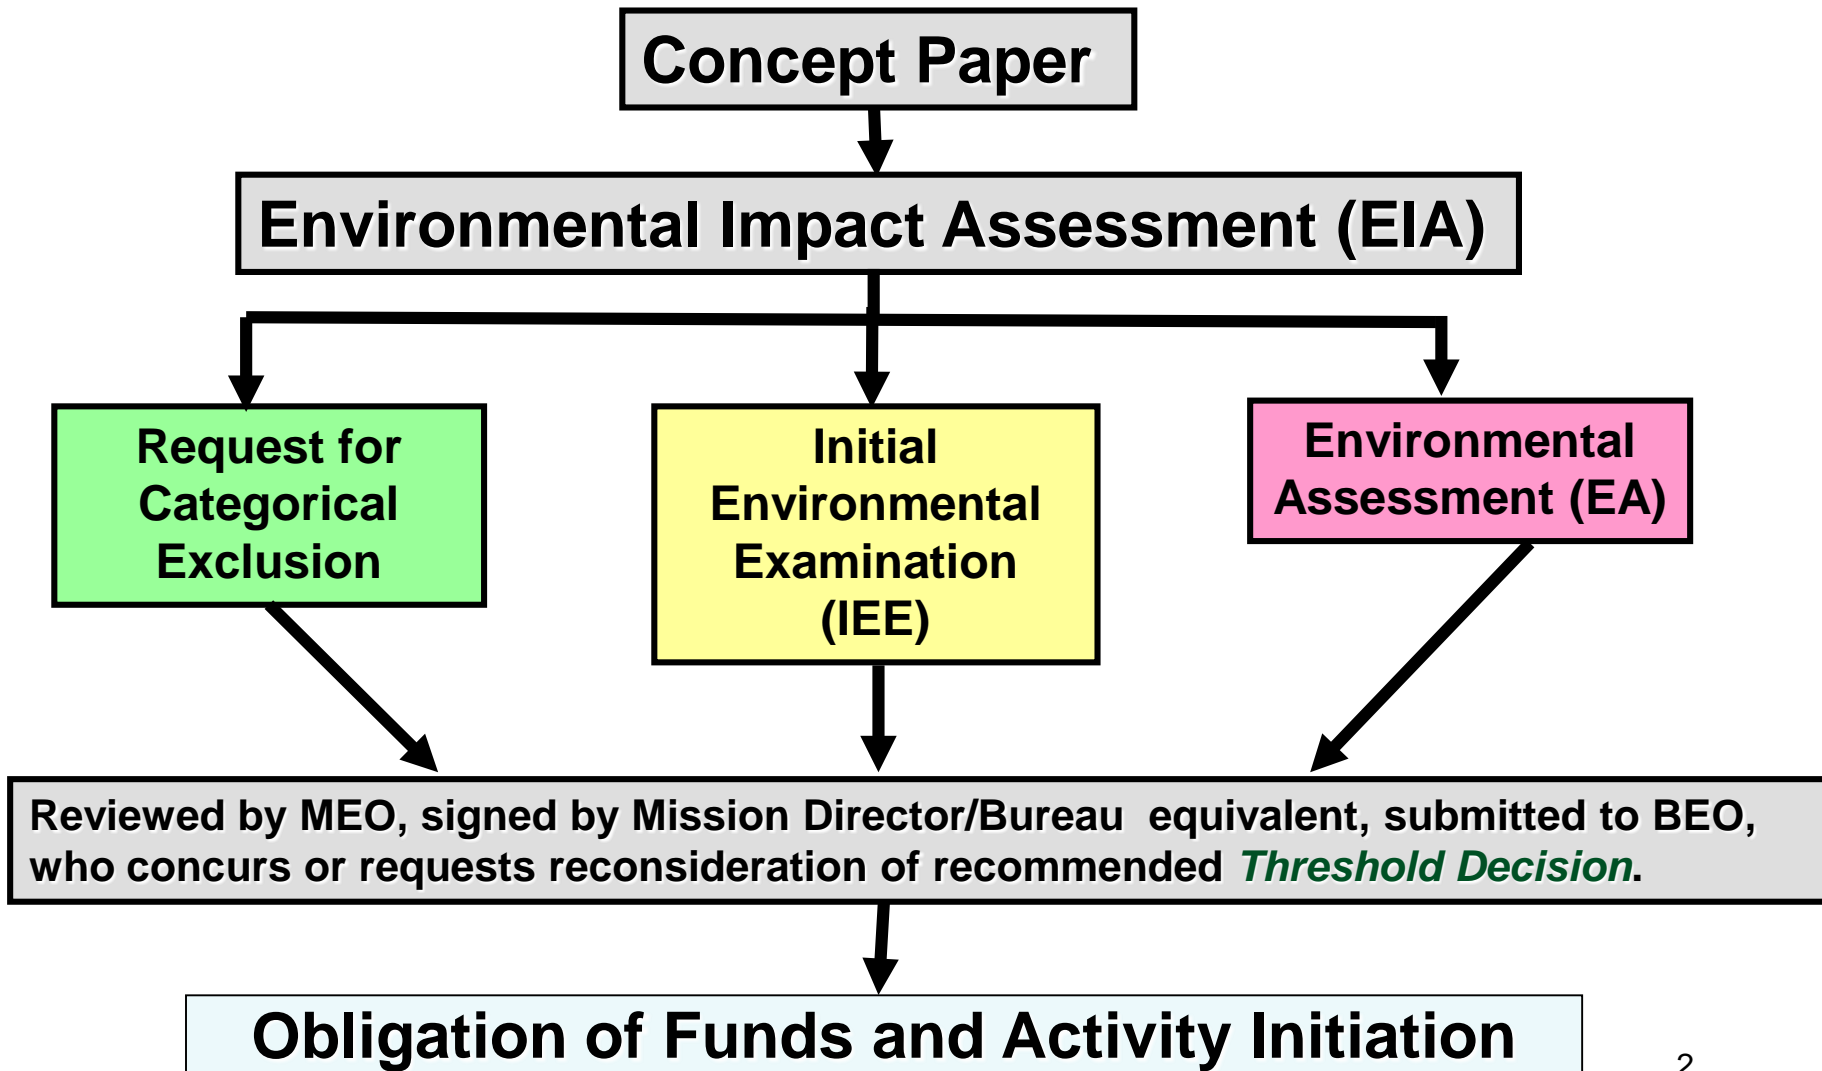 Concept Paper
Environmental Impact Assessment (EIA)
Request for
Categorical
Exclusion
Initial
Environmental
Examination
(IEE)
Environmental
Assessment (EA)
Reviewed by MEO, signed by Mission Director/Bureau equivalent, submitted to BEO,
who concurs or requests reconsideration of recommended Threshold Decision.
Obligation of Funds and Activity Initiation
2